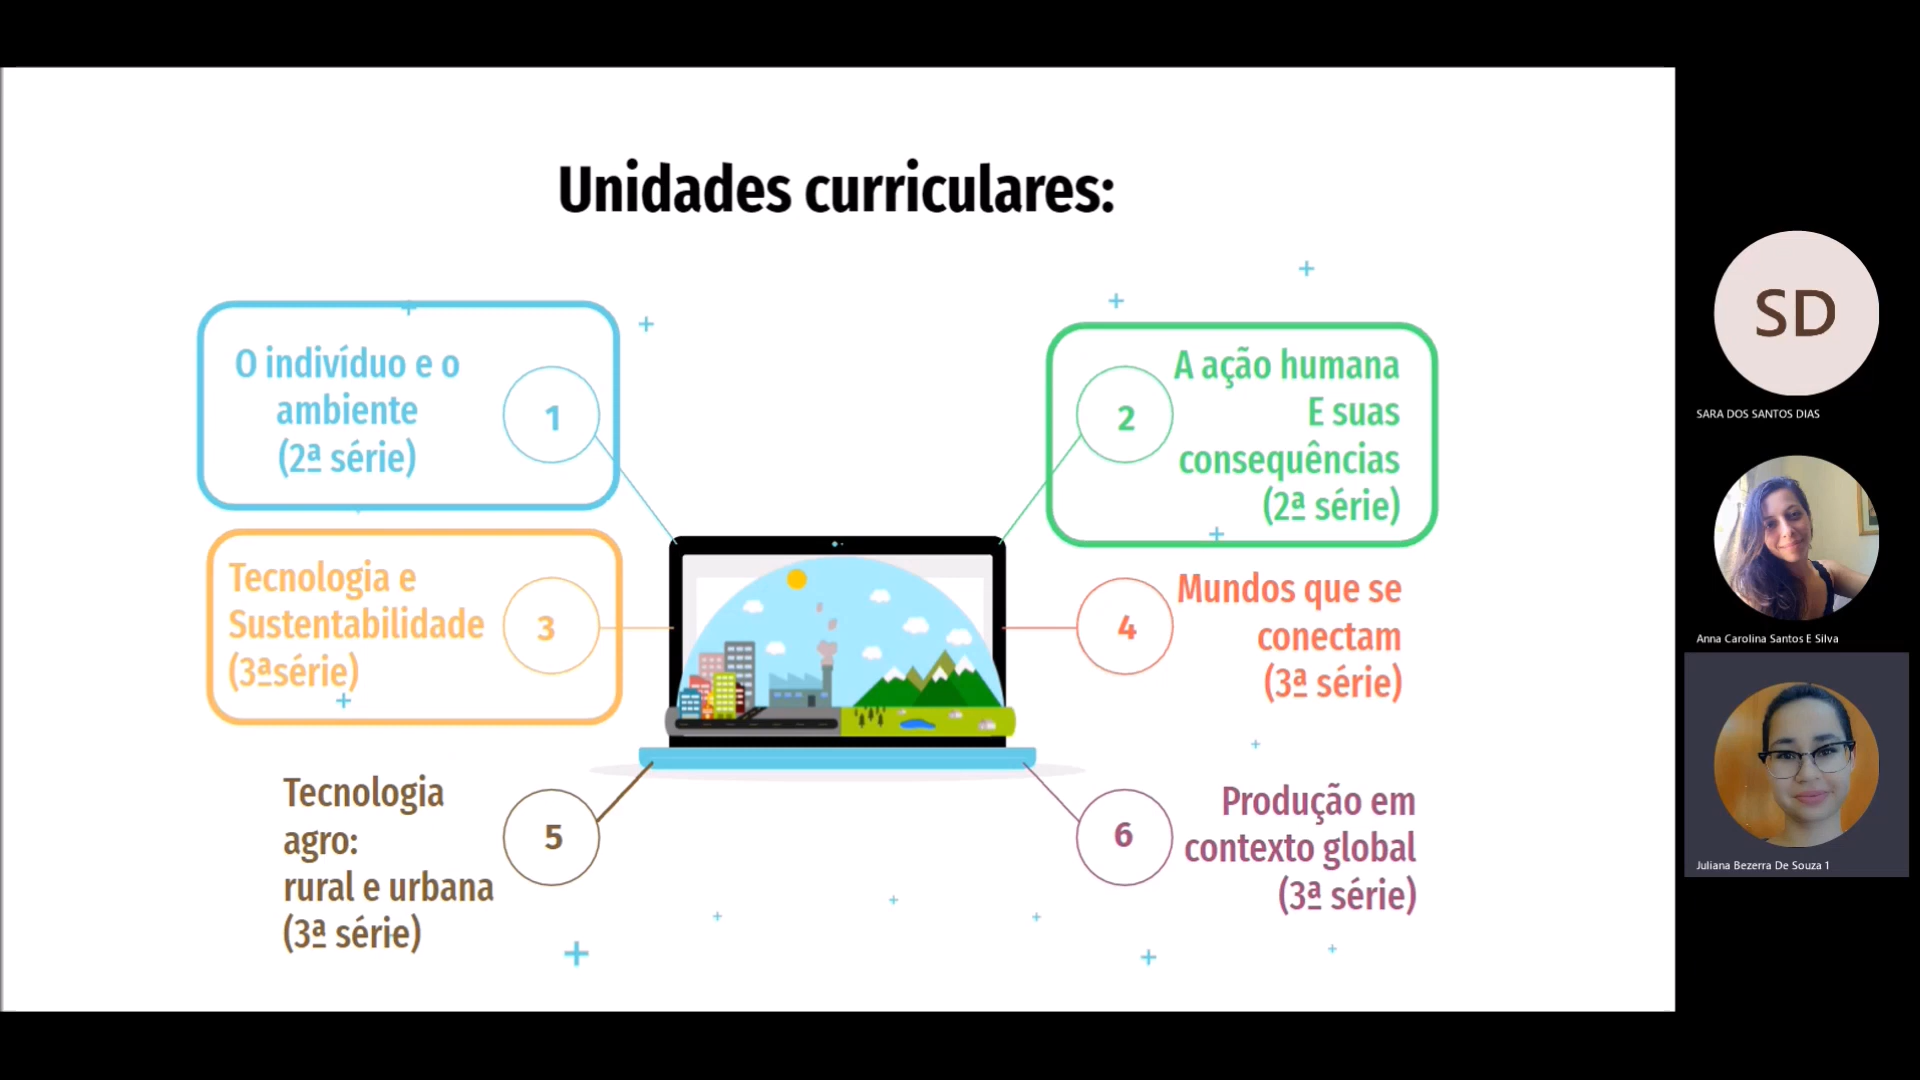 Unidades curriculares:
O indivíduo e o
ambiente
(2ª série)
1
2
A ação humana
E suas
consequências
(2ª série)
Tecnologia e
Sustentabilidade
(3ªsérie)
3
4
Mundos que se
conectam
(3ª série)
Tecnologia
agro:
rural e urbana
(3ª série)
5
6
Produção em
contexto global
(3ª série)
SD
SARA DOS SANTOS DIAS
Anna Carolina Santos E Silva
Juliana Bezerra De Souza 1